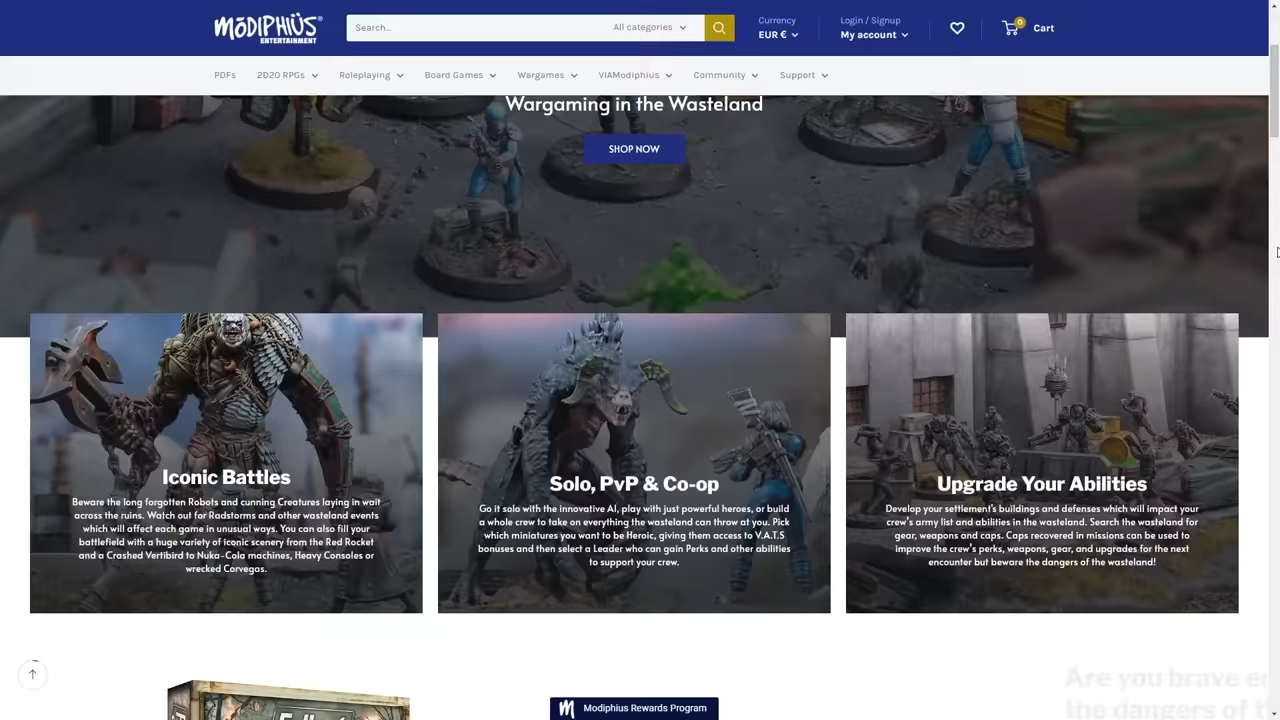 MŌDIPHIÜS®
ENTERTAINMENT
Search...
All categories
Currency
EUR €
Login / Signup
My account
0
Cart
PDFs
2D20 RPGs
Roleplaying
Board Games
Wargames
VIAModiphius
Community
Support
Wargaming in the Wasteland
SHOP NOW
Iconic Battles
Beware the long forgotten Robots and cunning Creatures laying in wait
across the ruins. Watch out for Radstorms and other wasteland events
which will affect each game in unusual ways. You can also fill your
battlefield with a huge variety of iconic scenery from the Red Rocket
and a Crashed Vertibird to Nuka-Cola machines, Heavy Consoles or
wrecked Corvegas.
Solo, PvP & Co-op
Go it solo with the innovative AI, play with just powerful heroes, or build
a whole crew to take on everything the wasteland can throw at you. Pick
which miniatures you want to be Heroic, giving them access to V.A.T.S
bonuses and then select a Leader who can gain Perks and other abilities
to support your crew.
Upgrade Your Abilities
Develop your settlement's buildings and defenses which will impact your
crew's army list and abilities in the wasteland. Search the wasteland for
gear, weapons and caps. Caps recovered in missions can be used to
improve the crew's perks, weapons, gear, and upgrades for the next
encounter but beware the dangers of the wasteland!
Modiphius Rewards Program
Are you brave
the dangers of